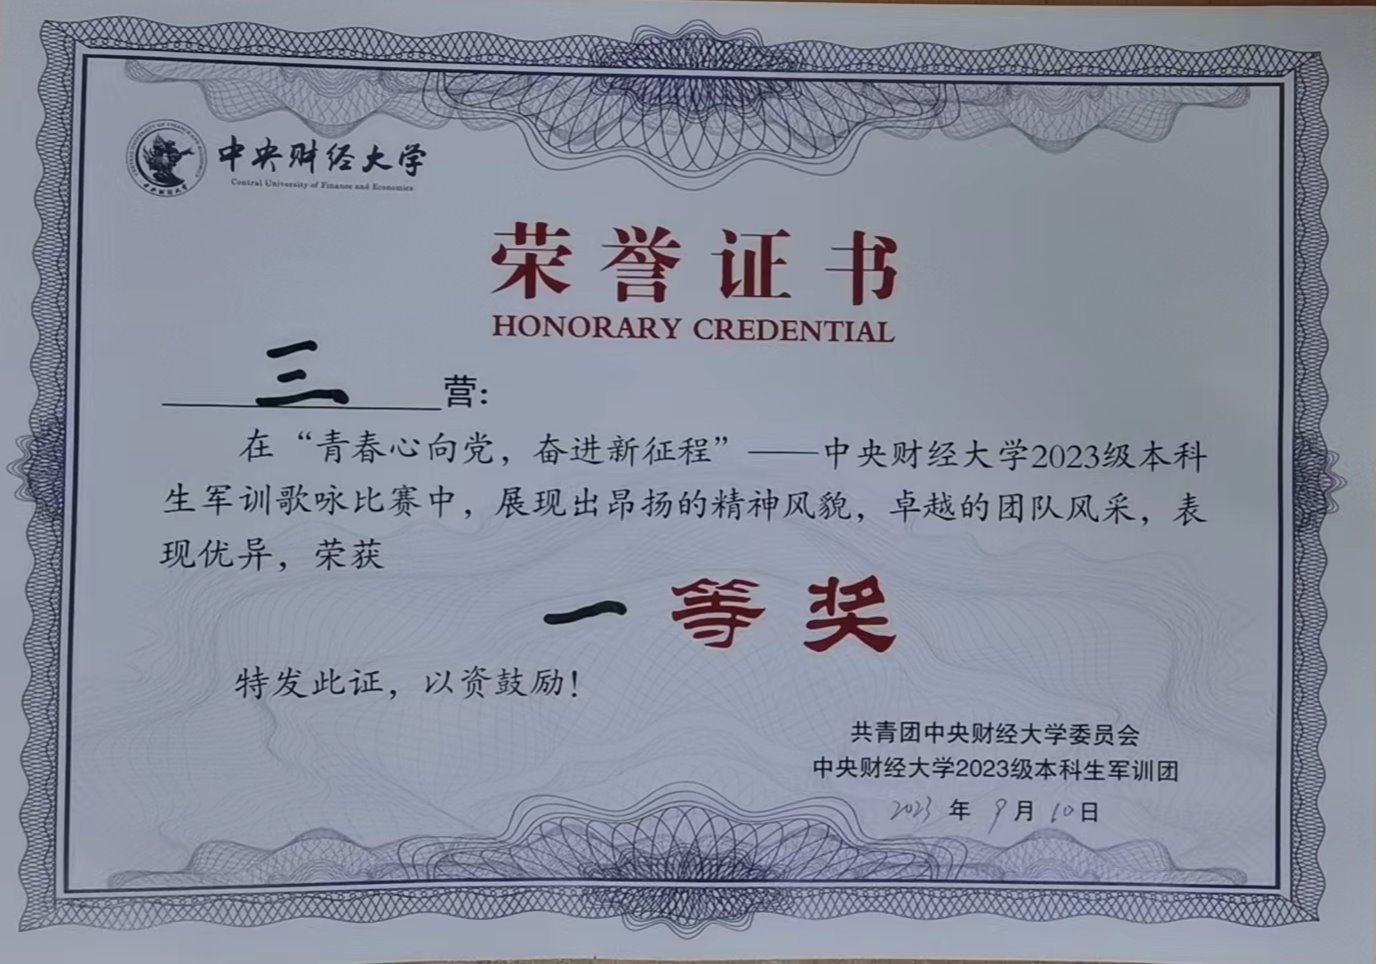 中央财经大学
Central University of Finance and Economics
荣誉证书
HONORARY CREDENTIAL
三营：
在“青春心向党，奋进新征程”——中央财经大学2023级本科
生军训歌咏比赛中，展现出昂扬的精神风貌，卓越的团队风采，表
现优异，荣获
一等奖
特发此证，以资鼓励！
共青团中央财经大学委员会
中央财经大学2023级本科生军训团
2023年9月10日